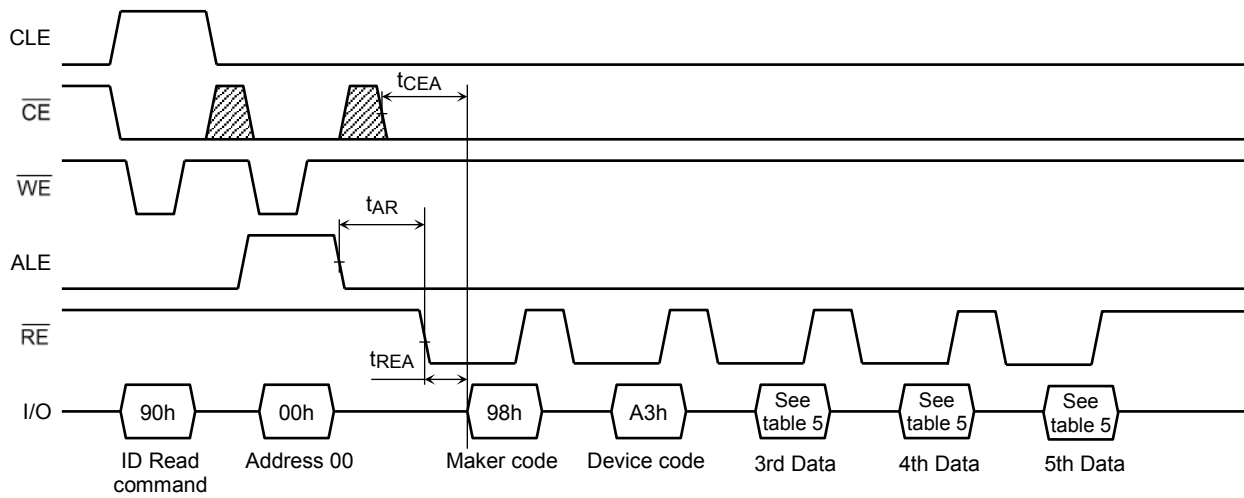 CLE
tCEA
CE
WE
tAR
ALE
RE
tREA
I/O
90h
00h
98h
A3h
See
table 5
See
table 5
See
table 5
ID Read
command
Address 00
Maker code
Device code
3rd Data
4th Data
5th Data